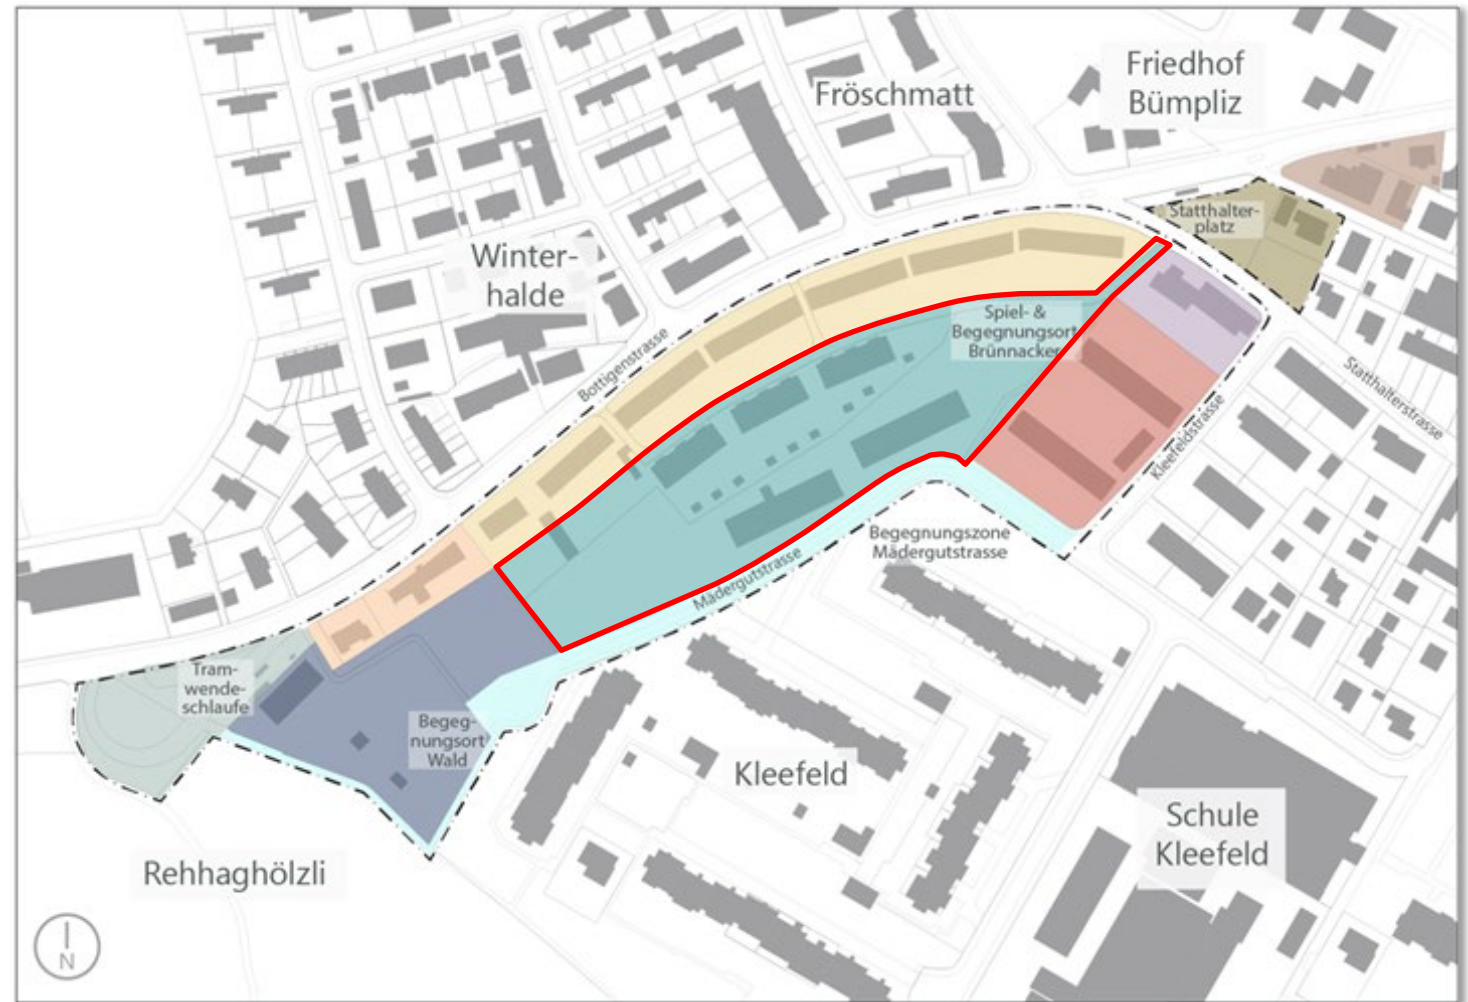 Friedhof
Bümpliz
Fröschmatt
Statthalter-
platz
Winter-
halde
Spiel- &
Begegnungsort
Brünnacker
Bottigenstrasse
Statthalterstrasse
Kleefeldstrasse
Begegnungszone
Mädergutstrasse
Mädergutstrasse
Tram-
wende-
schlaufe
Begeg-
nungsort
Wald
Kleefeld
Schule
Kleefeld
Rehhaghölzli
N